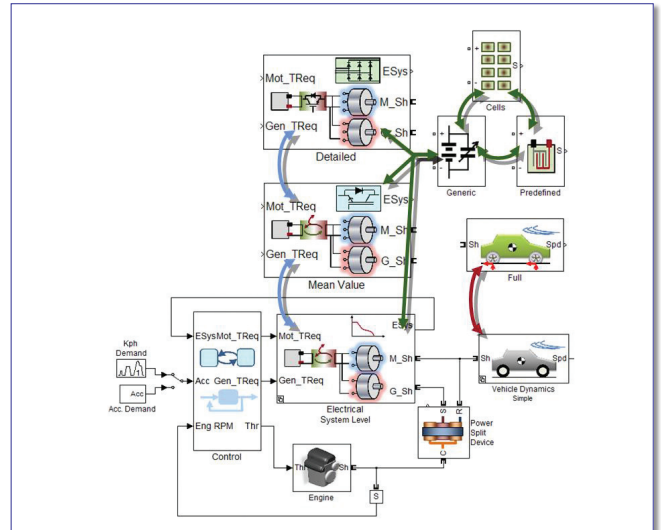 Mot_TReq
ESys
M_Sh
Gen_TReq
Sh
Detailed
S
Cells
S
Generic
Predefined
Mot_TReq
ESys
M_Sh
Gen_TReq
G_Sh
Mean Value
Sh
Spd
Full
Kph
Demand
Acc
Acc. Demand
ESys
Mot_TReq
Acc
Gen_TReq
Eng RPM
Thr
Control
Mot_TReq
ESys
M_Sh
Gen_TReq
G_Sh
Electrical
System Level
Sh
Spd
Vehicle Dynamics
Simple
S
R
C
Power
Split
Device
Thr
Sh
Engine
S